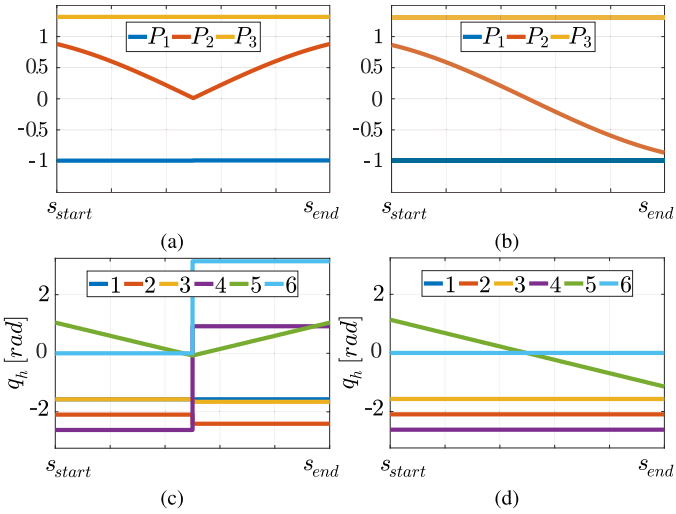 1
0.5
0
-0.5
-1
P1 P2 P3
s_start
s_end
(a)
1
0.5
0
-0.5
-1
P1 P2 P3
s_start
s_end
(b)
q_h [rad]
2
0
-2
1 2 3 4 5 6
s_start
s_end
(c)
q_h [rad]
2
0
-2
1 2 3 4 5 6
s_start
s_end
(d)